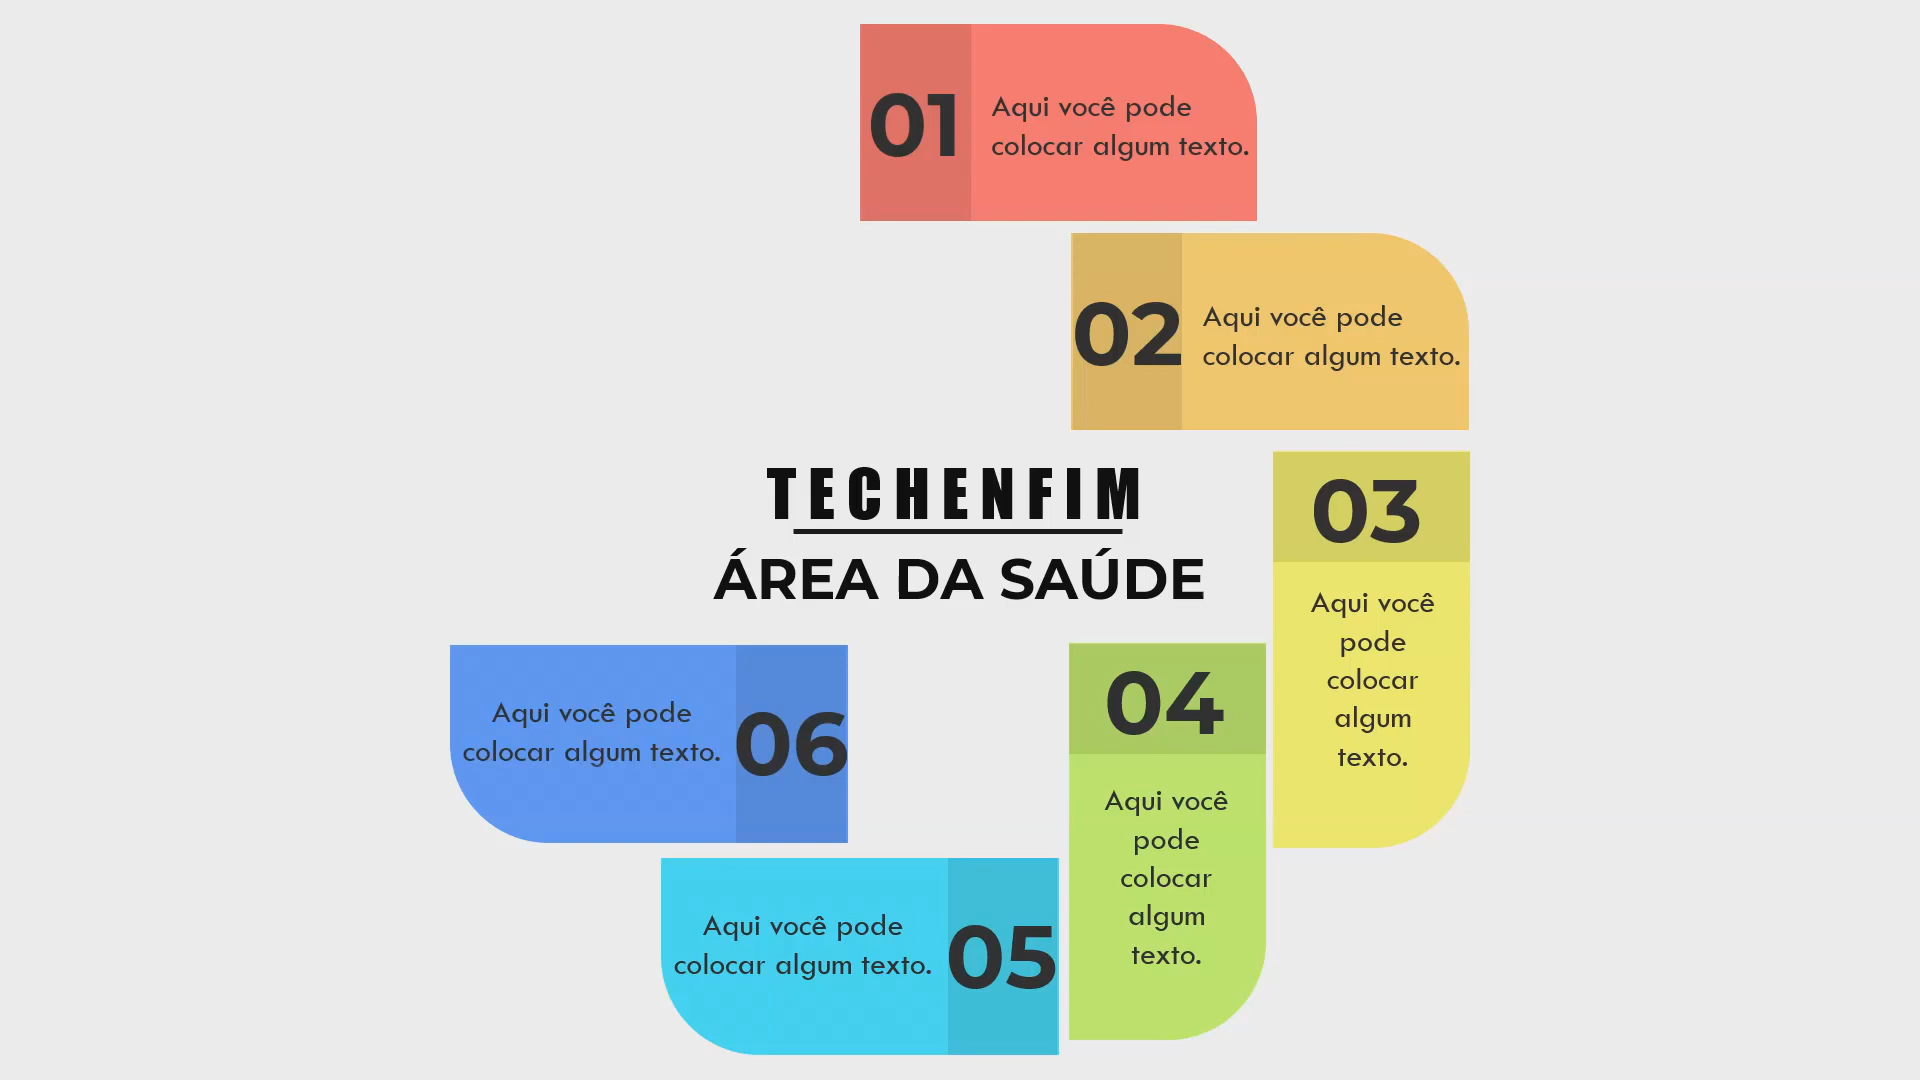 01
Aqui você pode
colocar algum texto.
02
Aqui você pode
colocar algum texto.
TECHENFIM
ÁREA DA SAÚDE
03
Aqui você
pode
colocar
algum
texto.
04
Aqui você
pode
colocar
algum
texto.
05
Aqui você pode
colocar algum texto.
06
Aqui você pode
colocar algum texto.